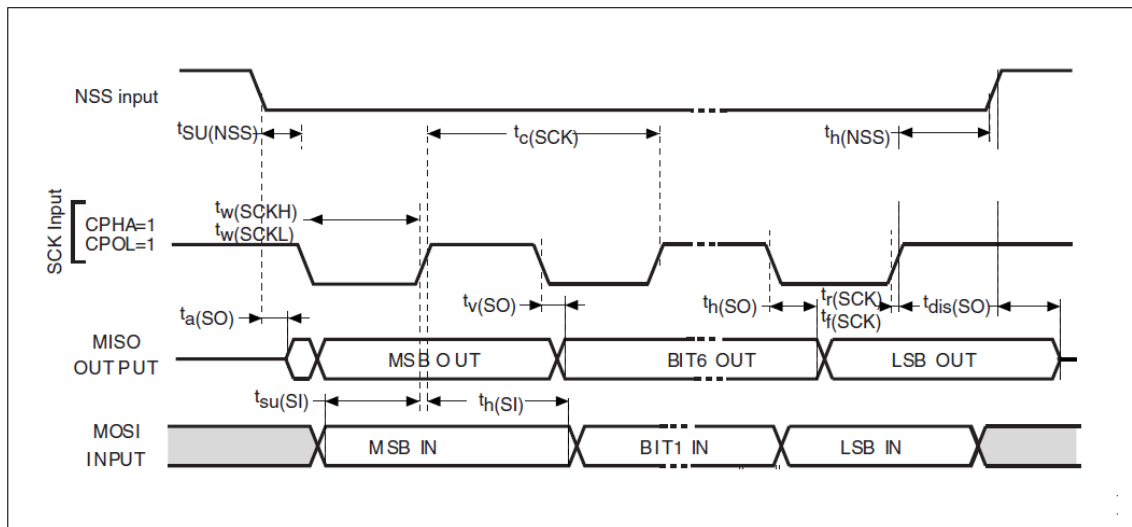 NSS input
tSU(NSS)
tc(SCK)
th(NSS)
SCK Input
CPHA=1
CPOL=1
tw(SCKH)
tw(SCKL)
ta(SO)
tv(SO)
th(SO)
tr(SCK)
tf(SCK)
tdis(SO)
MISO
OUTPUT
MSB OUT
BIT6 OUT
LSB OUT
tsu(SI)
th(SI)
MOSI
INPUT
MSB IN
BIT1 IN
LSB IN